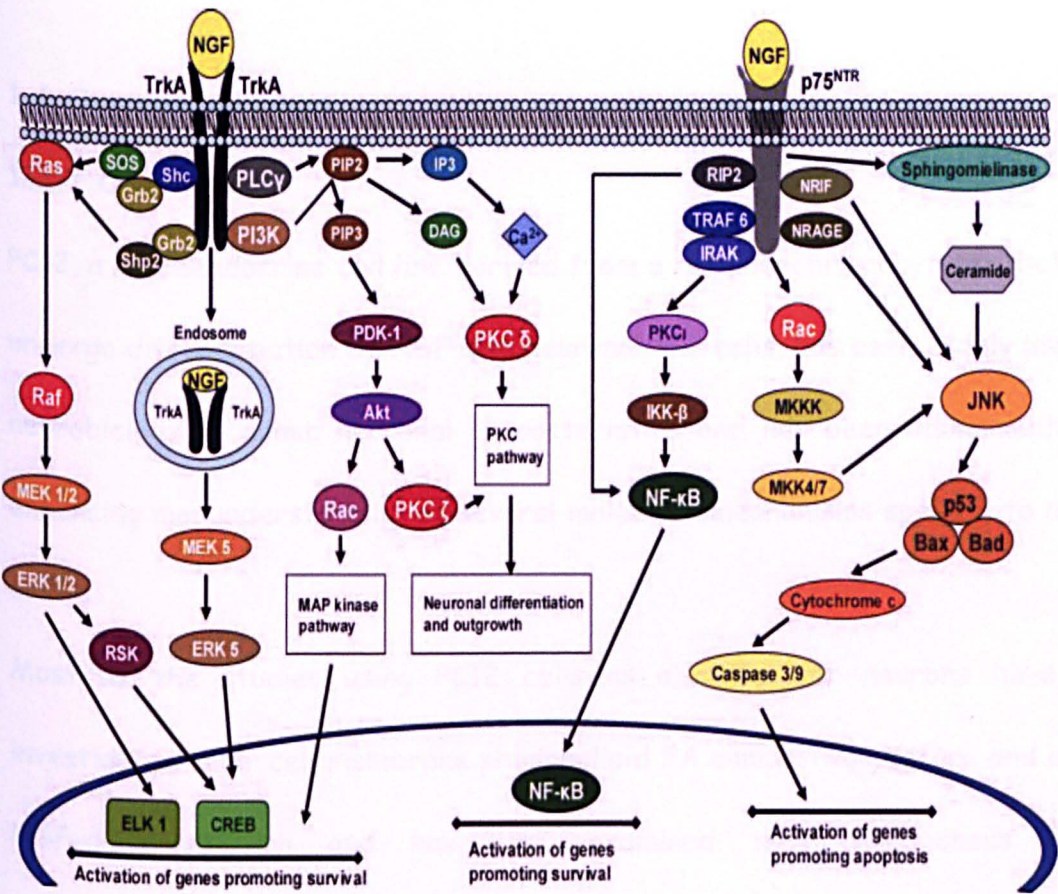 NGF
TrkA
TrkA
NGF
p75NTR
Ras
SOS
Grb2
Shc
Shp2
Grb2
PLCγ
PI3K
PIP2
PIP3
IP3
DAG
Ca2+
Endosome
NGF
TrkA
TrkA
PDK-1
PKC δ
Akt
PKC
pathway
Rac
PKC ζ
MAP kinase
pathway
Neuronal differentiation
and outgrowth
Raf
MEK 1/2
ERK 1/2
RSK
MEK 5
ERK 5
RIP2
TRAF 6
IRAK
NRIF
NRAGE
Sphingomielinase
Ceramide
PKCι
IKK-β
NF-κB
Rac
MKKK
MKK4/7
JNK
p53
Bax
Bad
Cytochrome c
Caspase 3/9
ELK 1
CREB
Activation of genes promoting survival
NF-κB
Activation of genes
promoting survival
Activation of genes
promoting apoptosis